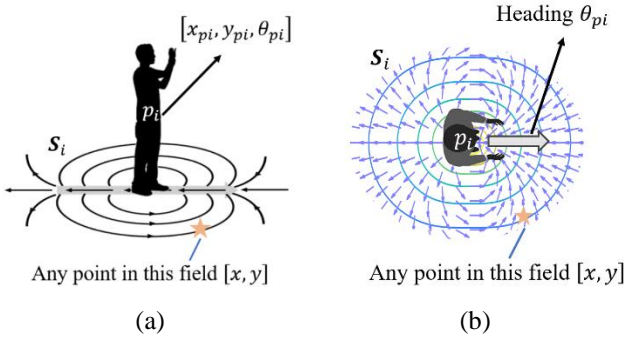 [x_{pi}, y_{pi}, θ_{pi}]
p_i
S_i
Any point in this field [x, y]
(a)
Heading θ_{pi}
S_i
p_i
Any point in this field [x, y]
(b)